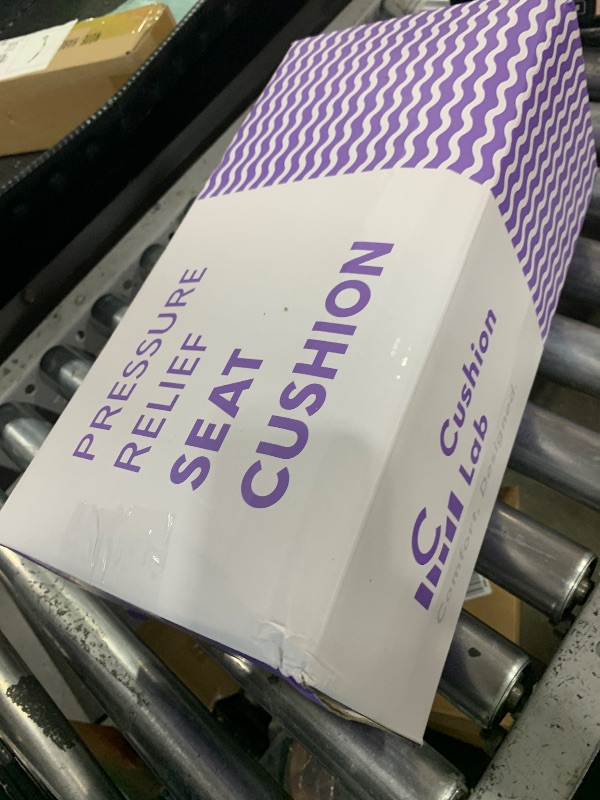 PRESSURE
RELIEF
SEAT
CUSHION
Cushion
Lab
Comfort, Designed